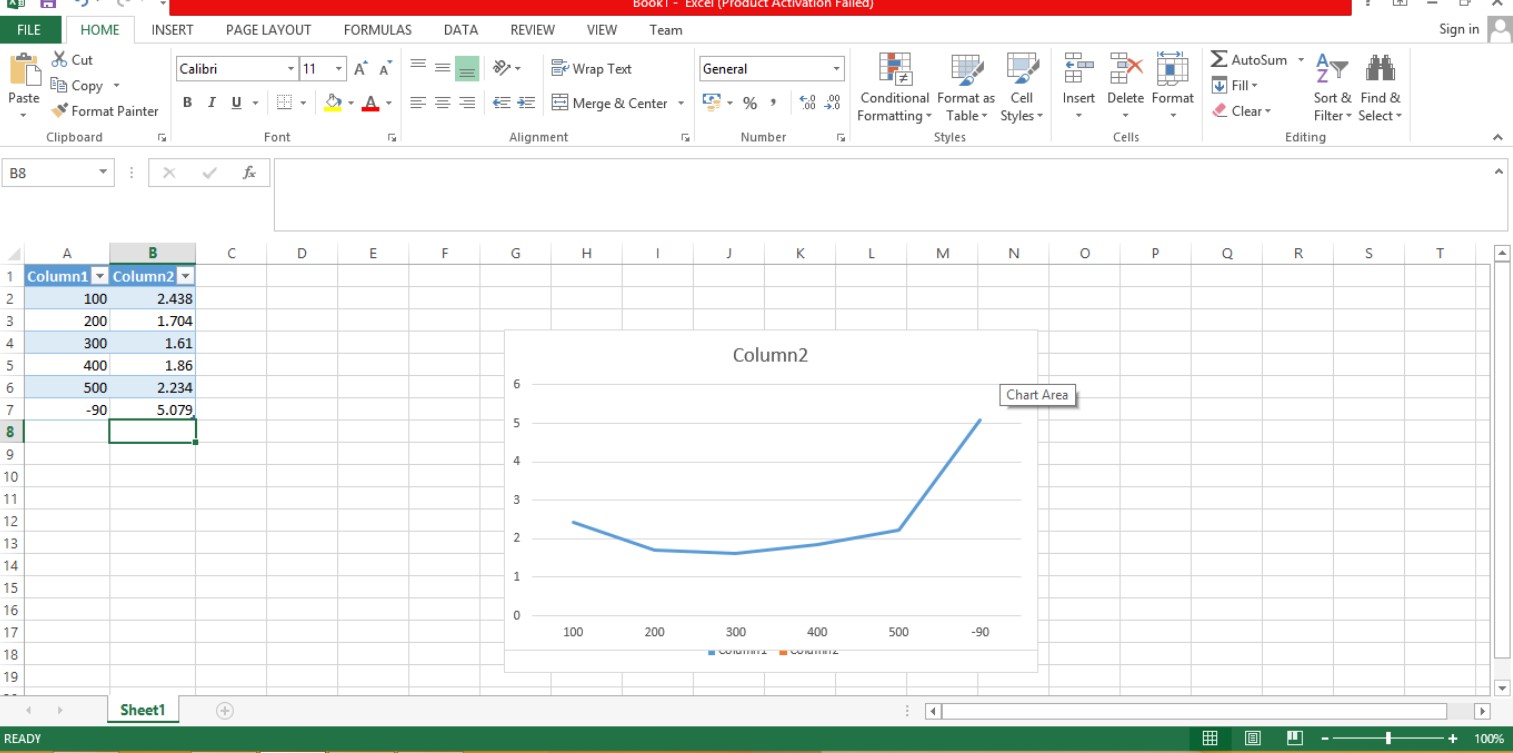 Book1 - Excel (Product Activation Failed)
FILE HOME INSERT PAGE LAYOUT FORMULAS DATA REVIEW VIEW Team Sign in
Paste
Cut
Copy
Format Painter
Clipboard
Calibri 11
B I U
Font
Wrap Text
Merge & Center
Alignment
General
% ,
Number
Conditional Formatting
Format as Table
Cell Styles
Styles
Insert Delete Format
Cells
AutoSum
Fill
Clear
Sort & Filter
Find & Select
Editing
B8 fx
A B C D E F G H I J K L M N O P Q R S T
1 Column1 Column2
2 100 2.438
3 200 1.704
4 300 1.61
5 400 1.86
6 500 2.234
7 -90 5.079
8
9
10
11
12
13
14
15
16
17
18
19
Column2
Chart Area
6
5
4
3
2
1
0
100 200 300 400 500 -90
Column1 Column2
Sheet1
READY 100%